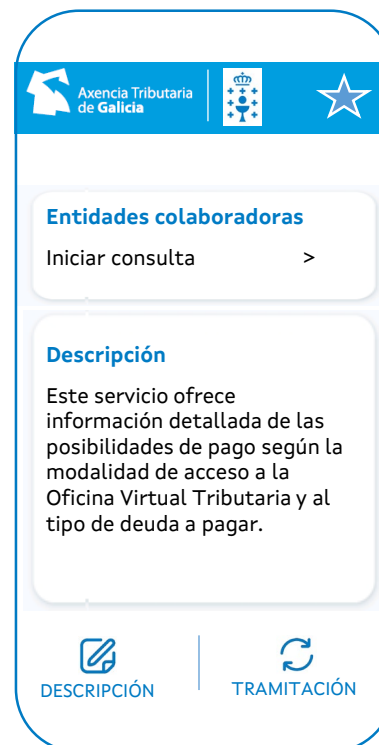 Axencia Tributaria
de Galicia
Entidades colaboradoras
Iniciar consulta >
Descripción
Este servicio ofrece
información detallada de las
posibilidades de pago según la
modalidad de acceso a la
Oficina Virtual Tributaria y al
tipo de deuda a pagar.
DESCRIPCIÓN
TRAMITACIÓN